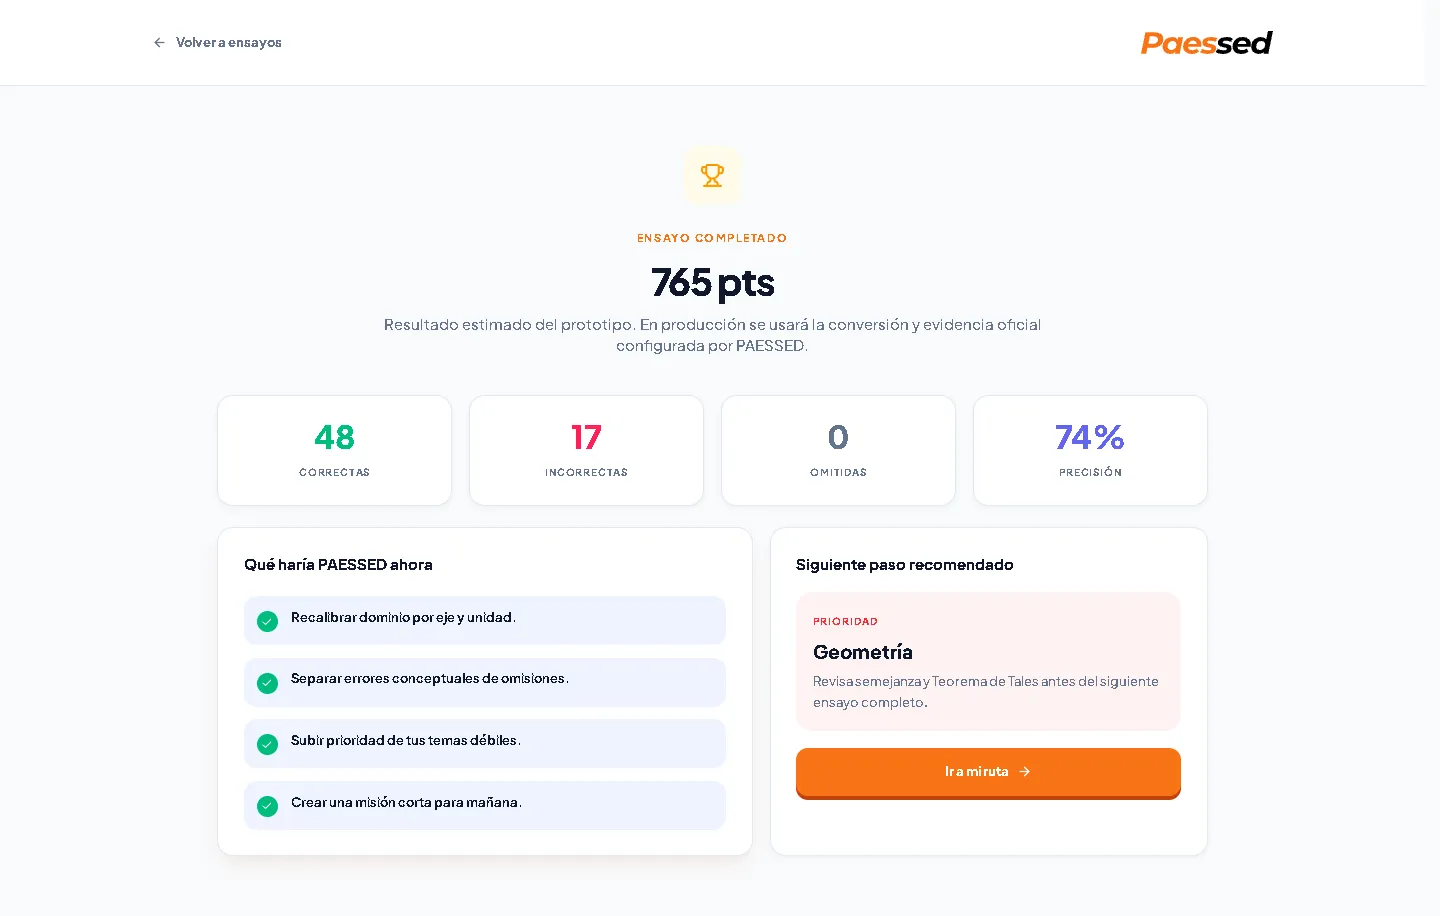 Volver a ensayos
Paessed
ENSAYO COMPLETADO
765 pts
Resultado estimado del prototipo. En producción se usará la conversión y evidencia oficial
configurada por PAESSED.
48
CORRECTAS
17
INCORRECTAS
0
OMITIDAS
74%
PRECISIÓN
Qué haría PAESSED ahora
Recalibrar dominio por eje y unidad.
Separar errores conceptuales de omisiones.
Subir prioridad de tus temas débiles.
Crear una misión corta para mañana.
Siguiente paso recomendado
PRIORIDAD
Geometría
Revisa semejanza y Teorema de Tales antes del siguiente
ensayo completo.
Ir a mi ruta